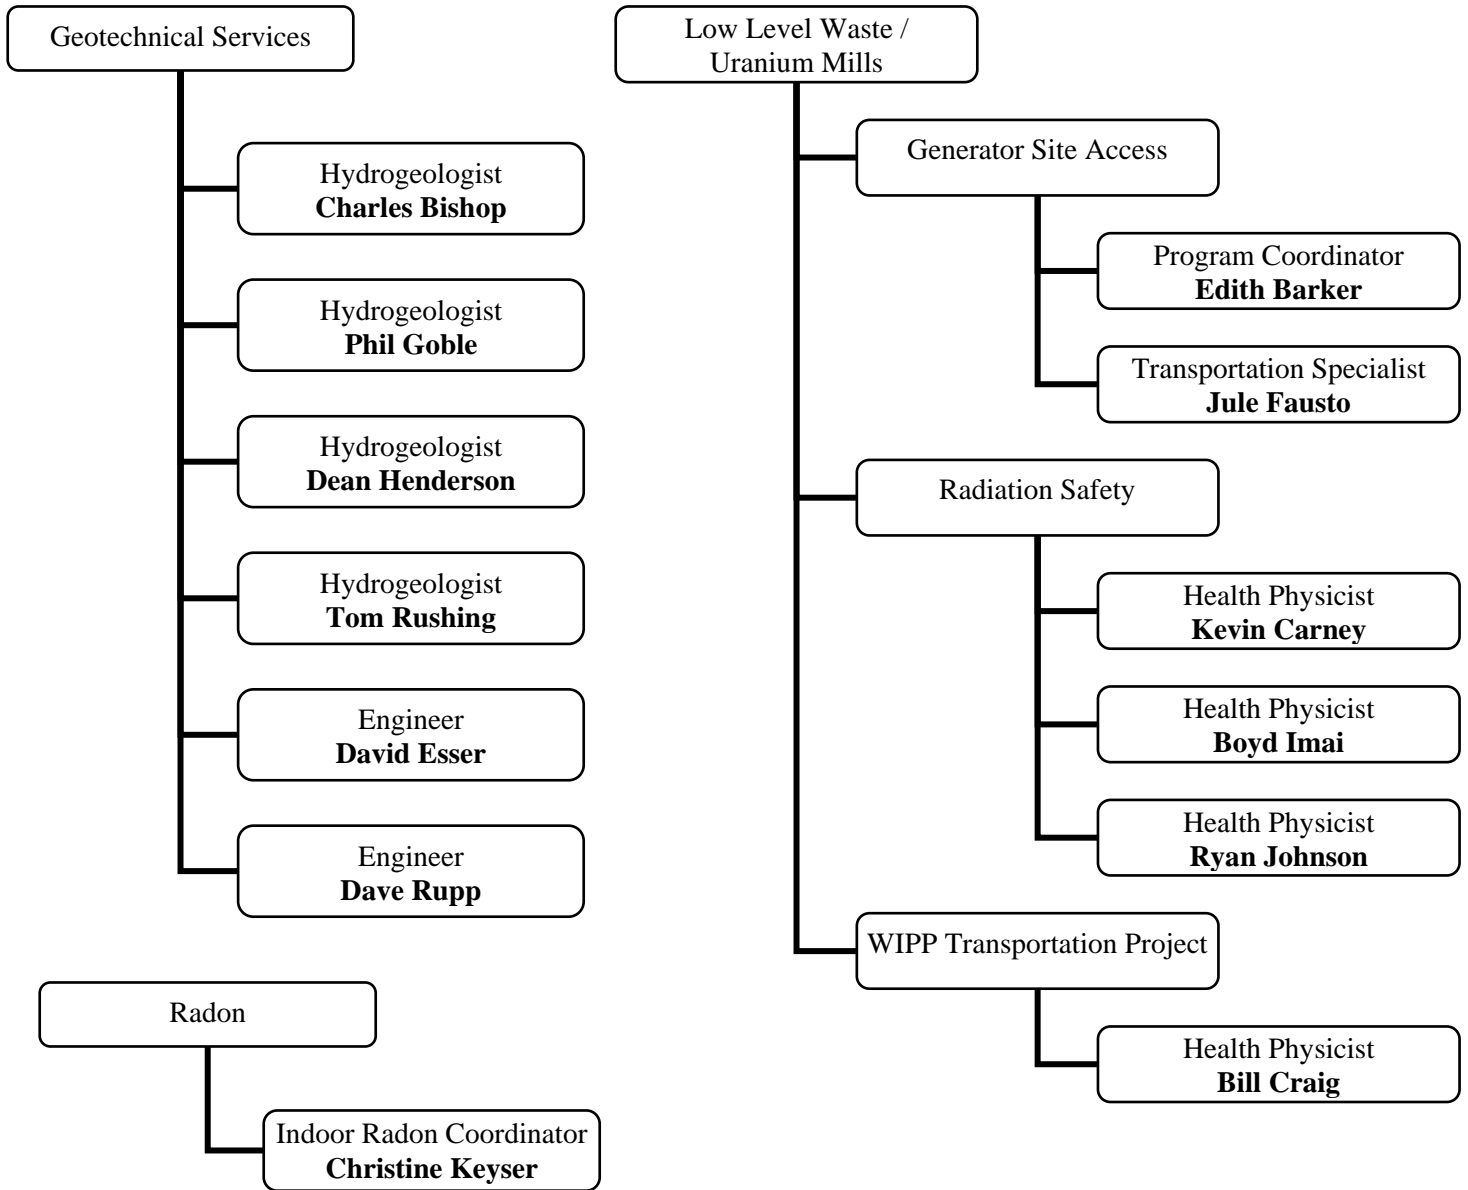 Geotechnical Services
Hydrogeologist
Charles Bishop
Hydrogeologist
Phil Goble
Hydrogeologist
Dean Henderson
Hydrogeologist
Tom Rushing
Engineer
David Esser
Engineer
Dave Rupp
Radon
Indoor Radon Coordinator
Christine Keyser
Low Level Waste /
Uranium Mills
Generator Site Access
Program Coordinator
Edith Barker
Transportation Specialist
Jule Fausto
Radiation Safety
Health Physicist
Kevin Carney
Health Physicist
Boyd Imai
Health Physicist
Ryan Johnson
WIPP Transportation Project
Health Physicist
Bill Craig